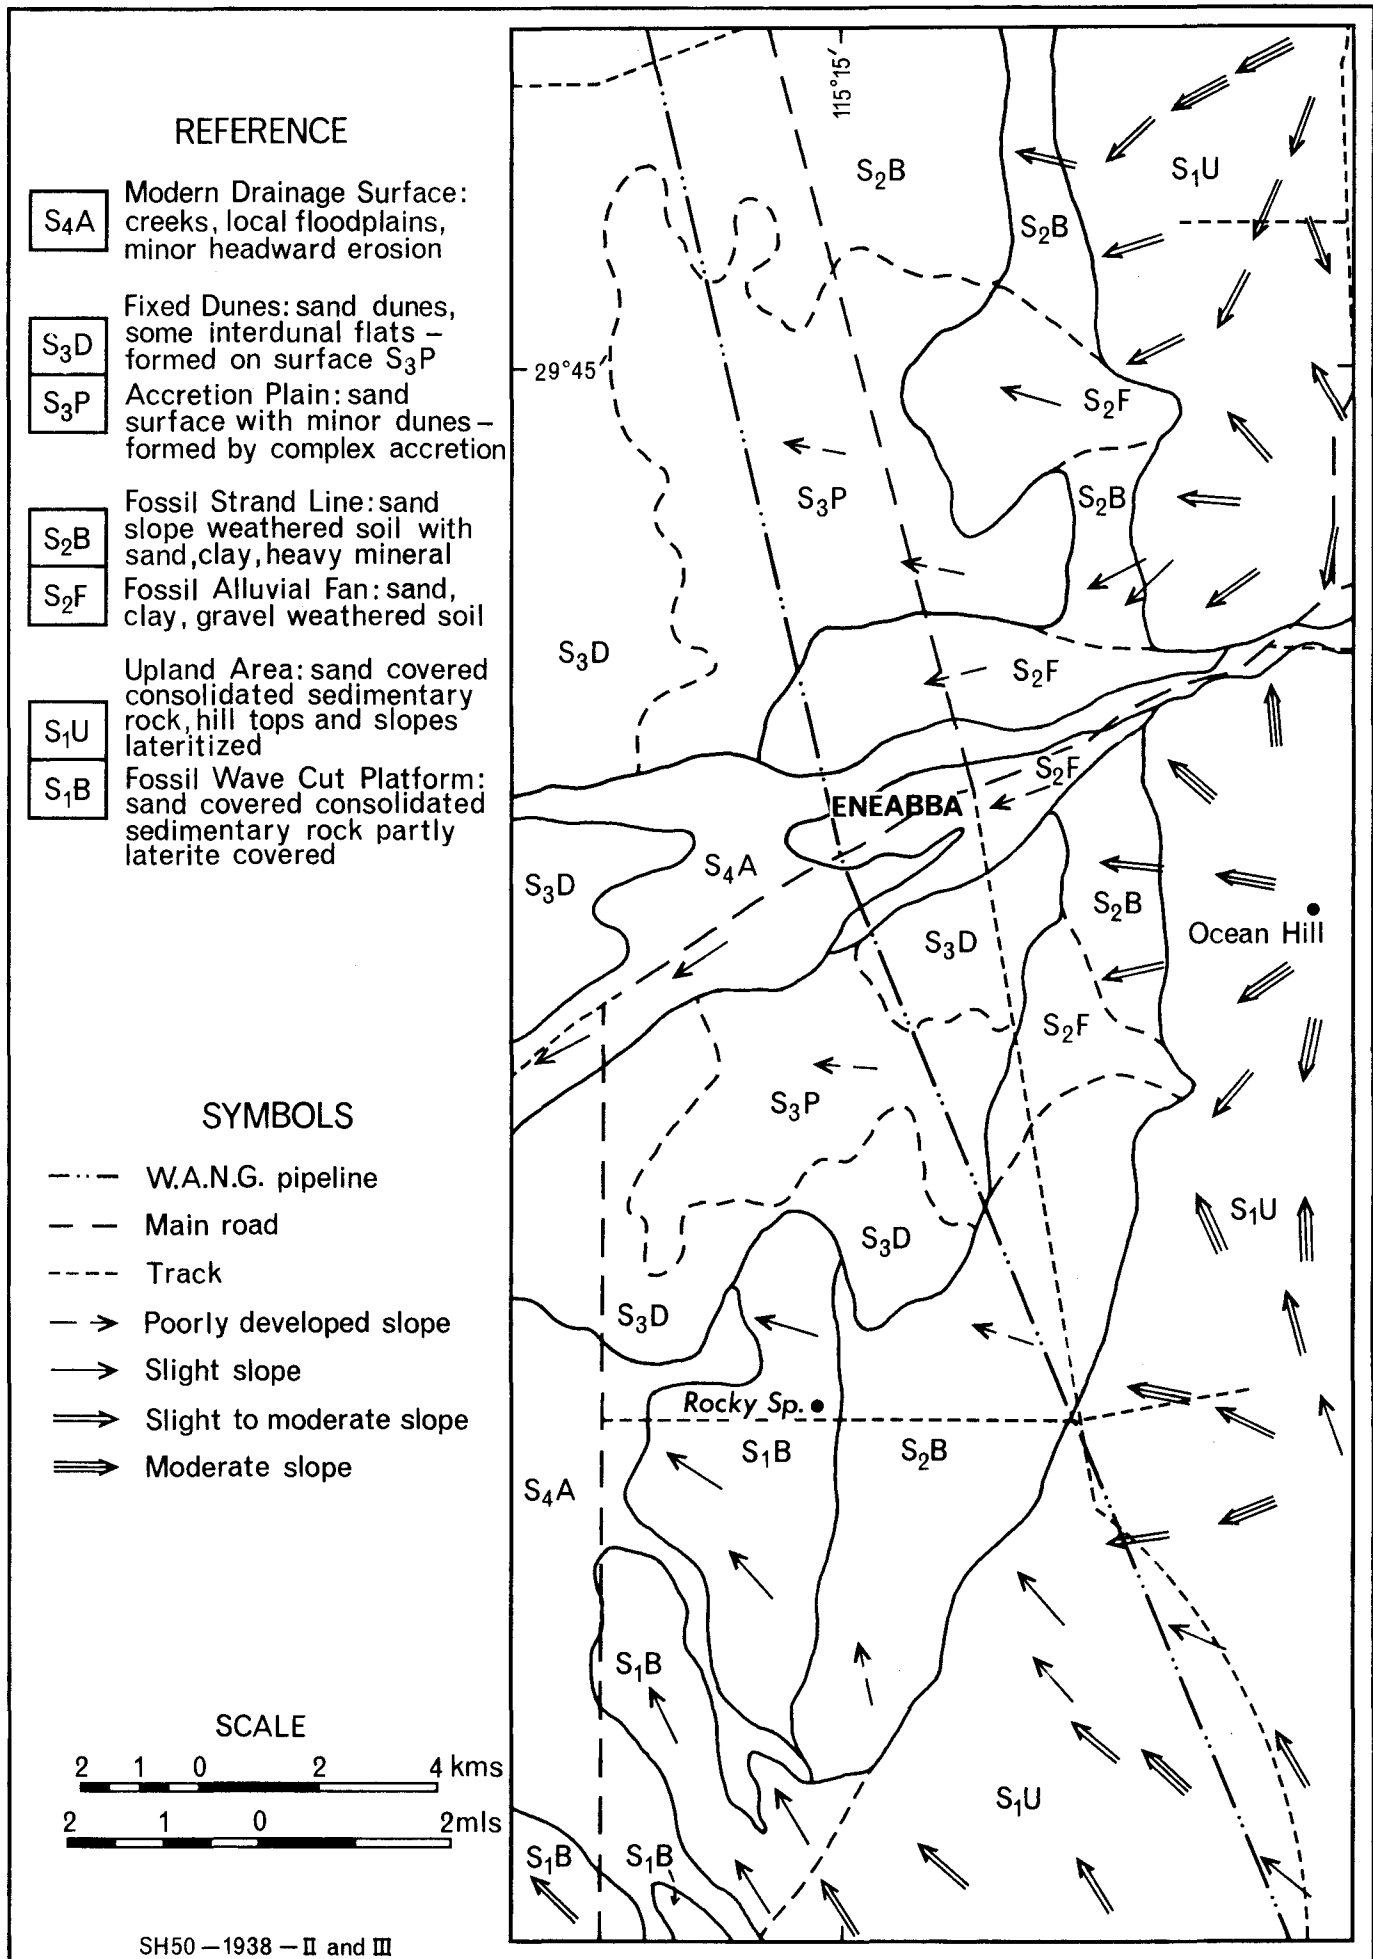 REFERENCE
S4A
Modern Drainage Surface:
creeks, local floodplains,
minor headward erosion
S3D
Fixed Dunes: sand dunes,
some interdunal flats –
formed on surface S3P
S3P
Accretion Plain: sand
surface with minor dunes –
formed by complex accretion
S2B
Fossil Strand Line: sand
slope weathered soil with
sand, clay, heavy mineral
S2F
Fossil Alluvial Fan: sand,
clay, gravel weathered soil
S1U
Upland Area: sand covered
consolidated sedimentary
rock, hill tops and slopes
lateritized
S1B
Fossil Wave Cut Platform:
sand covered consolidated
sedimentary rock partly
laterite covered
SYMBOLS
W.A.N.G. pipeline
Main road
Track
Poorly developed slope
Slight slope
Slight to moderate slope
Moderate slope
SCALE
2 1 0 2 4 kms
2 1 0 2mls
SH50 – 1938 – II and III
115°15′
S2B
S1U
S2B
29°45′
S2F
S3P
S2B
S3D
S2F
S2F
ENEABBA
S4A
S3D
S2B
Ocean Hill
S3D
S2F
S3P
S1U
S3D
S3D
Rocky Sp.
S1B
S2B
S4A
S1B
S1U
S1B
S1B